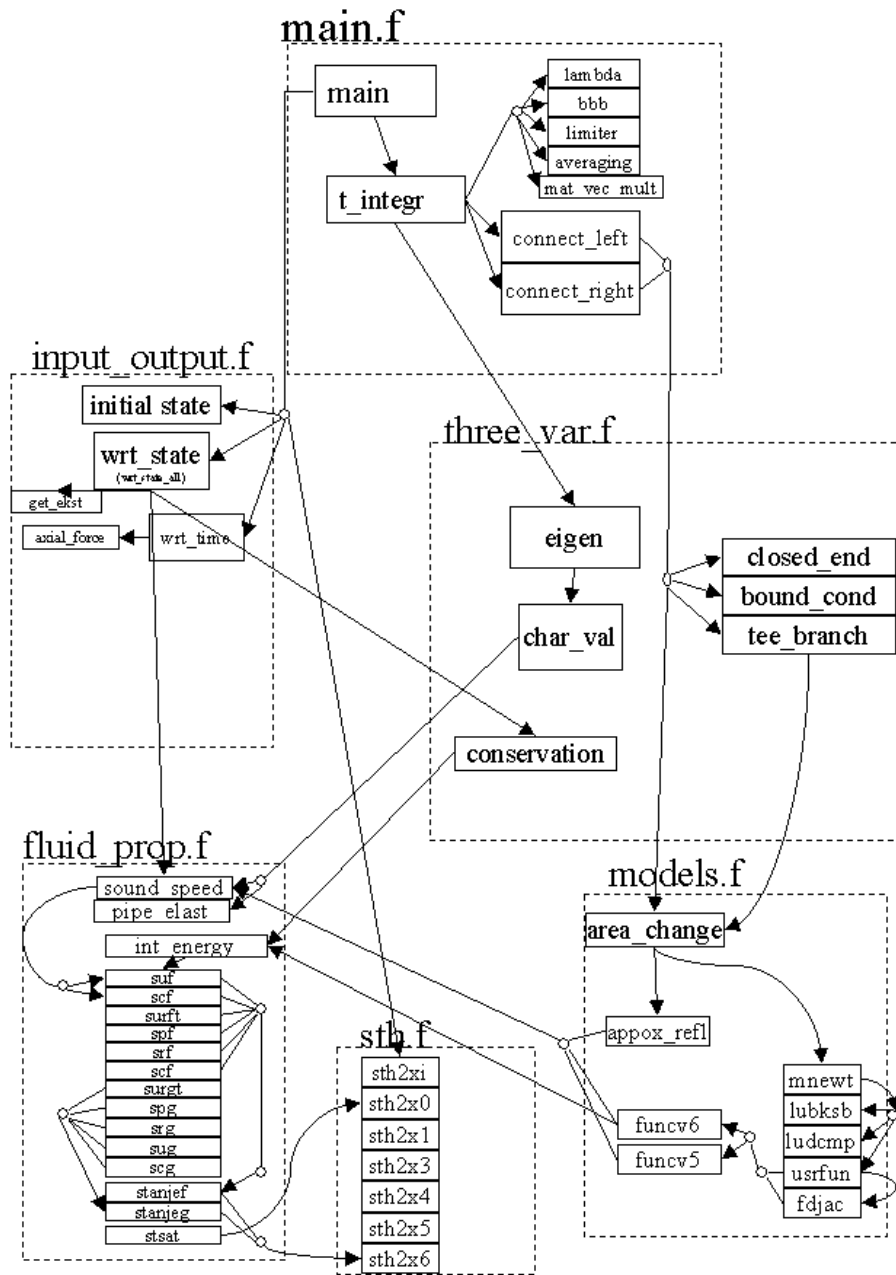 main.f
main
lambda
bbb
limiter
averaging
mat_vec_mult
t_integr
connect_left
connect_right
input_output.f
initial state
wrt_state
(wrt_state_all)
get_ekst
axial_force
wrt_time
three_var.f
eigen
char_val
conservation
closed_end
bound_cond
tee_branch
fluid_prop.f
sound_speed
pipe_elast
int_energy
suf
scf
surft
spf
srf
scf
surgt
spg
srg
sug
scg
stanjef
stanjeg
stsat
sth.f
sth2xi
sth2x0
sth2x1
sth2x3
sth2x4
sth2x5
sth2x6
models.f
area_change
appox_refl
funcv6
funcv5
mnewt
lubksb
ludcmp
usrfun
fdjac